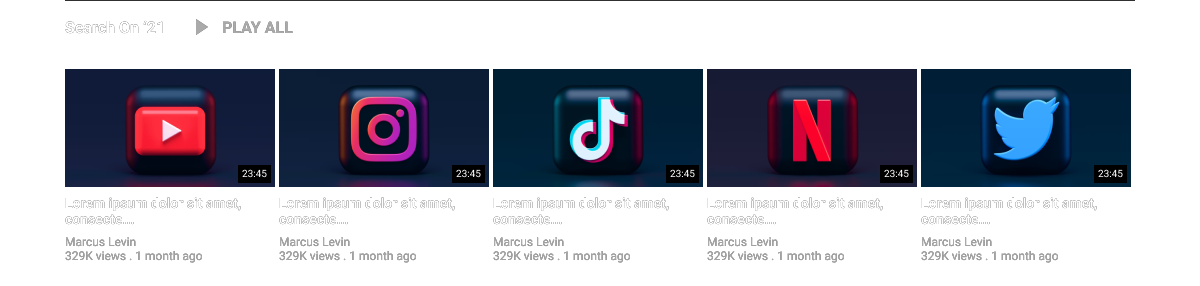 Search On '21 PLAY ALL
23:45 23:45 23:45 23:45 23:45
Lorem ipsum dolor sit amet, Lorem ipsum dolor sit amet, Lorem ipsum dolor sit amet, Lorem ipsum dolor sit amet, Lorem ipsum dolor sit amet,
consecte..... consecte..... consecte..... consecte..... consecte.....
Marcus Levin Marcus Levin Marcus Levin Marcus Levin Marcus Levin
329K views . 1 month ago 329K views . 1 month ago 329K views . 1 month ago 329K views . 1 month ago 329K views . 1 month ago